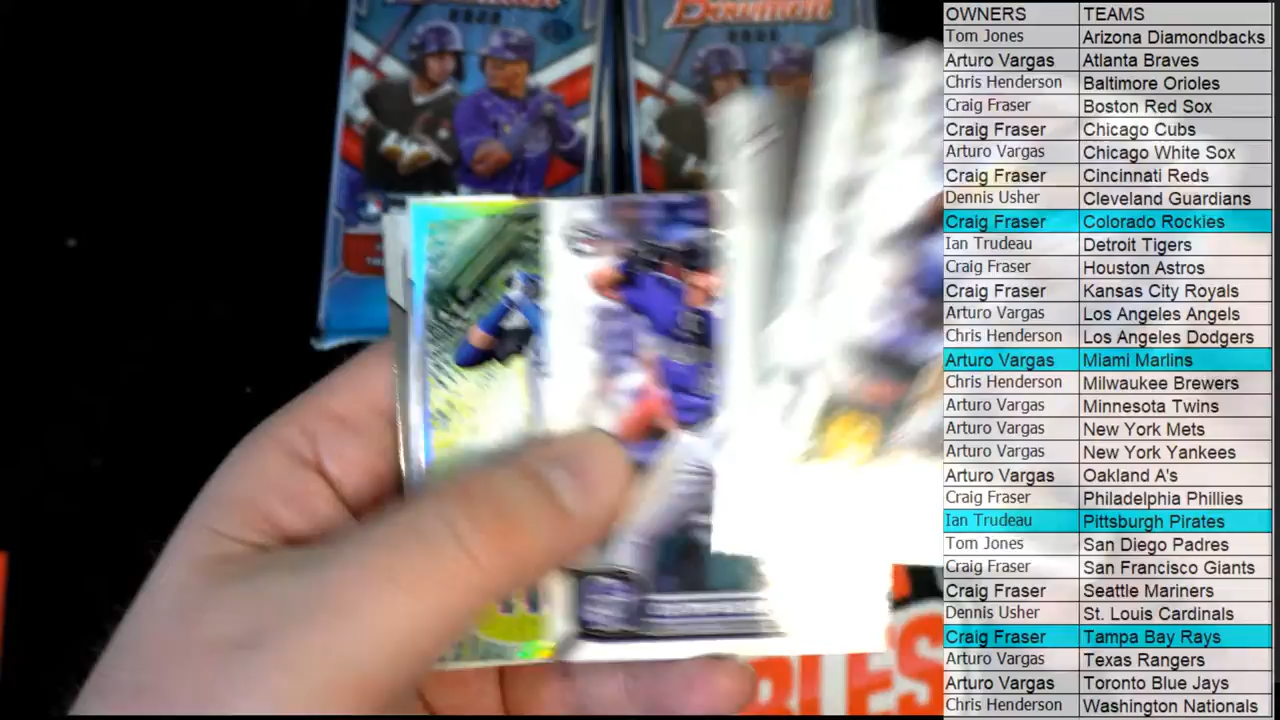 Bowman
Bowman
OWNERS TEAMS
Tom Jones Arizona Diamondbacks
Arturo Vargas Atlanta Braves
Chris Henderson Baltimore Orioles
Craig Fraser Boston Red Sox
Craig Fraser Chicago Cubs
Arturo Vargas Chicago White Sox
Craig Fraser Cincinnati Reds
Dennis Usher Cleveland Guardians
Craig Fraser Colorado Rockies
Ian Trudeau Detroit Tigers
Craig Fraser Houston Astros
Craig Fraser Kansas City Royals
Arturo Vargas Los Angeles Angels
Chris Henderson Los Angeles Dodgers
Arturo Vargas Miami Marlins
Chris Henderson Milwaukee Brewers
Arturo Vargas Minnesota Twins
Arturo Vargas New York Mets
Arturo Vargas New York Yankees
Arturo Vargas Oakland A's
Craig Fraser Philadelphia Phillies
Ian Trudeau Pittsburgh Pirates
Tom Jones San Diego Padres
Craig Fraser San Francisco Giants
Craig Fraser Seattle Mariners
Dennis Usher St. Louis Cardinals
Craig Fraser Tampa Bay Rays
Arturo Vargas Texas Rangers
Arturo Vargas Toronto Blue Jays
Chris Henderson Washington Nationals